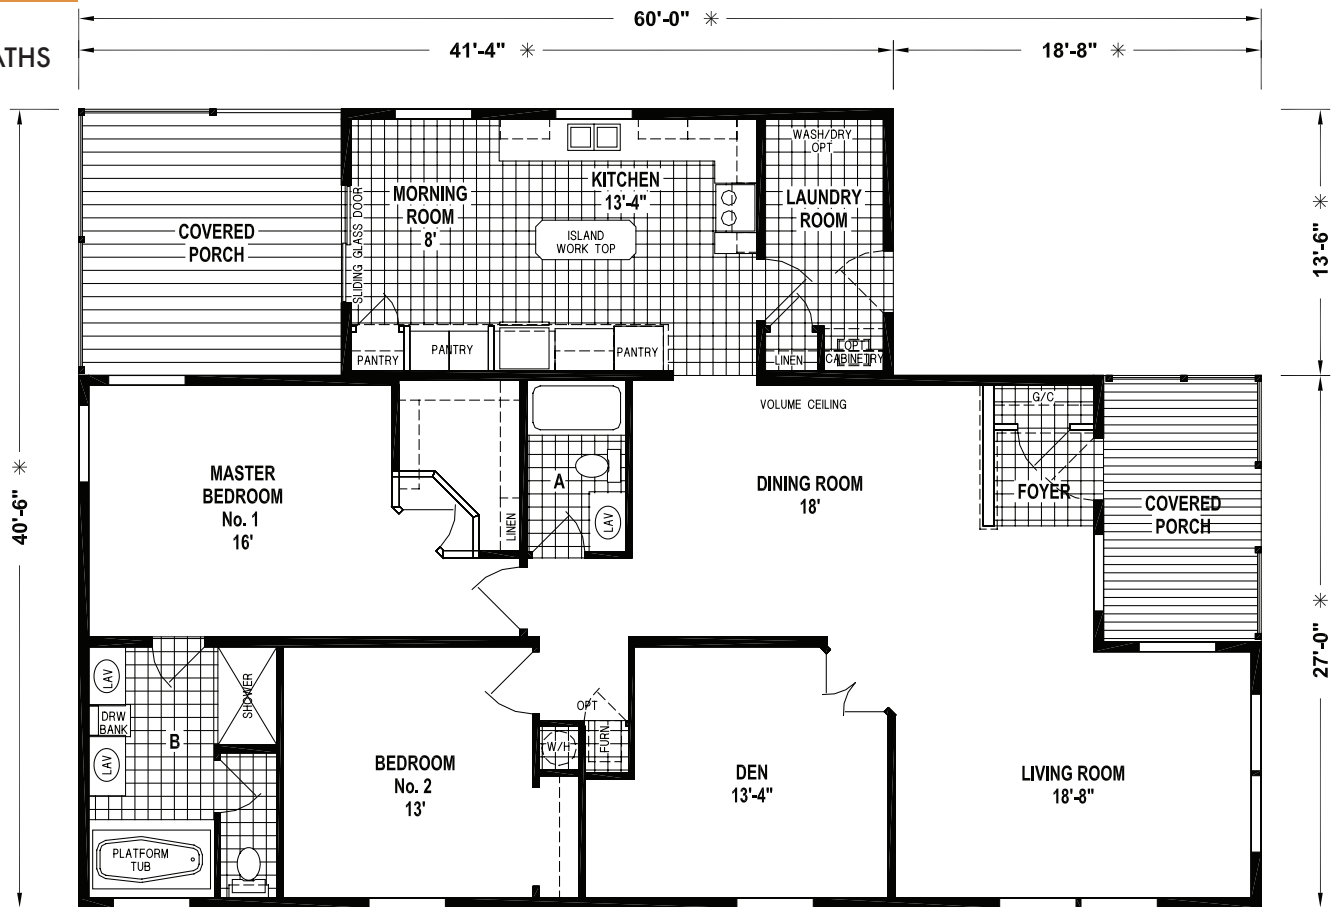 60'-0" ✳
41'-4" ✳
18'-8" ✳
ATHS
WASH/DRY
OPT
MORNING
ROOM
8'
KITCHEN
13'-4"
LAUNDRY
ROOM
COVERED
PORCH
SLIDING GLASS DOOR
ISLAND
WORK TOP
13'-6" ✳
PANTRY
PANTRY
PANTRY
LINEN
OPT
CABINETRY
VOLUME CEILING
G/C
MASTER
BEDROOM
No. 1
16'
A
LAV
LINEN
DINING ROOM
18'
FOYER
COVERED
PORCH
40'-6" ✳
27'-0" ✳
LAV
SHOWER
DRW
BANK
B
LAV
OPT
W/H
FURN
BEDROOM
No. 2
13'
DEN
13'-4"
LIVING ROOM
18'-8"
PLATFORM
TUB